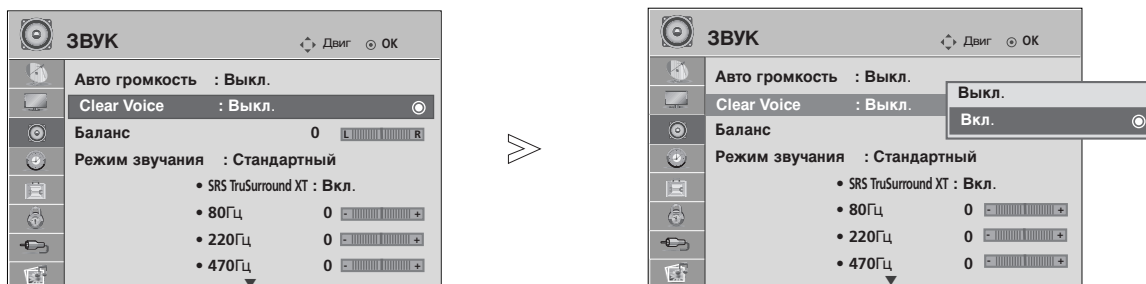 ЗВУК Двиг ОК
Авто громкость : Выкл.
Clear Voice : Выкл.
Баланс 0 L R
Режим звучания : Стандартный
• SRS TruSurround XT : Вкл.
• 80Гц 0 - +
• 220Гц 0 - +
• 470Гц 0 - +
ЗВУК Двиг ОК
Авто громкость : Выкл.
Clear Voice : Выкл.
Выкл.
Вкл.
Баланс
Режим звучания : Стандартный
• SRS TruSurround XT : Вкл.
• 80Гц 0 - +
• 220Гц 0 - +
• 470Гц 0 - +